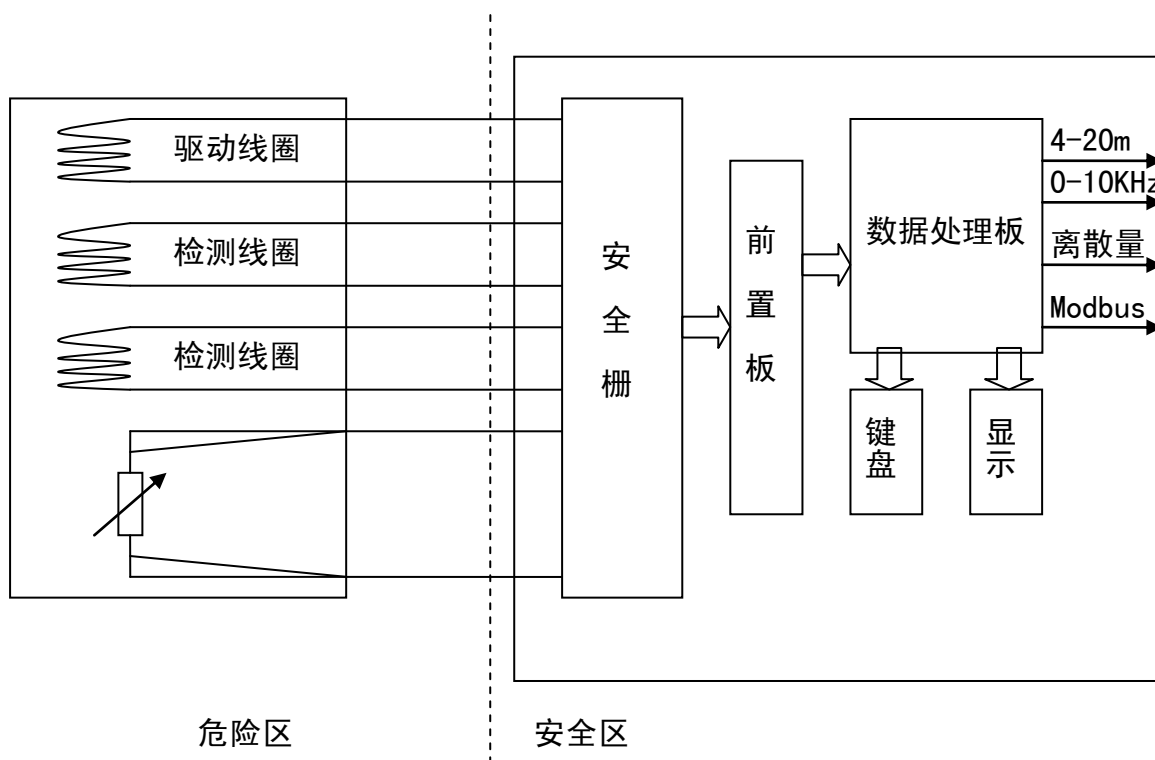 驱动线圈
检测线圈
检测线圈
安全栅
前置板
数据处理板
4-20m
0-10KHz
离散量
Modbus
键盘
显示
危险区
安全区